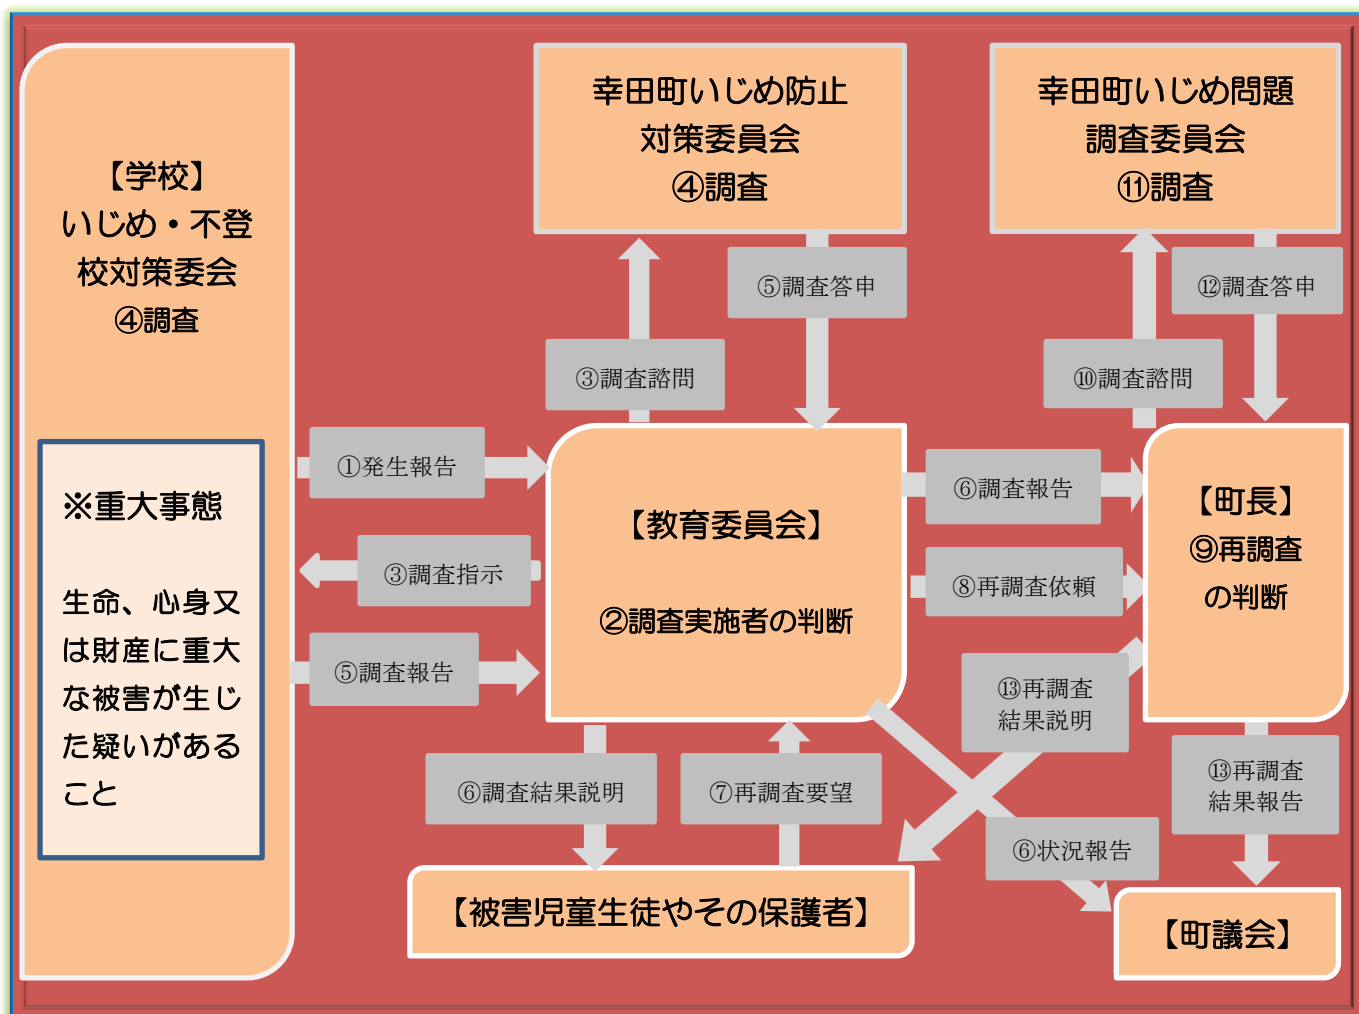 【学校】
いじめ・不登
校対策委会
④調査
※重大事態
生命、心身又
は財産に重大
な被害が生じ
た疑いがある
こと
幸田町いじめ防止
対策委員会
④調査
幸田町いじめ問題
調査委員会
⑪調査
⑤調査答申
⑫調査答申
③調査諮問
⑩調査諮問
①発生報告
③調査指示
⑤調査報告
【教育委員会】
②調査実施者の判断
⑥調査報告
⑧再調査依頼
【町長】
⑨再調査
の判断
⑬再調査
結果説明
⑥調査結果説明
⑦再調査要望
⑬再調査
結果報告
⑥状況報告
【被害児童生徒やその保護者】
【町議会】